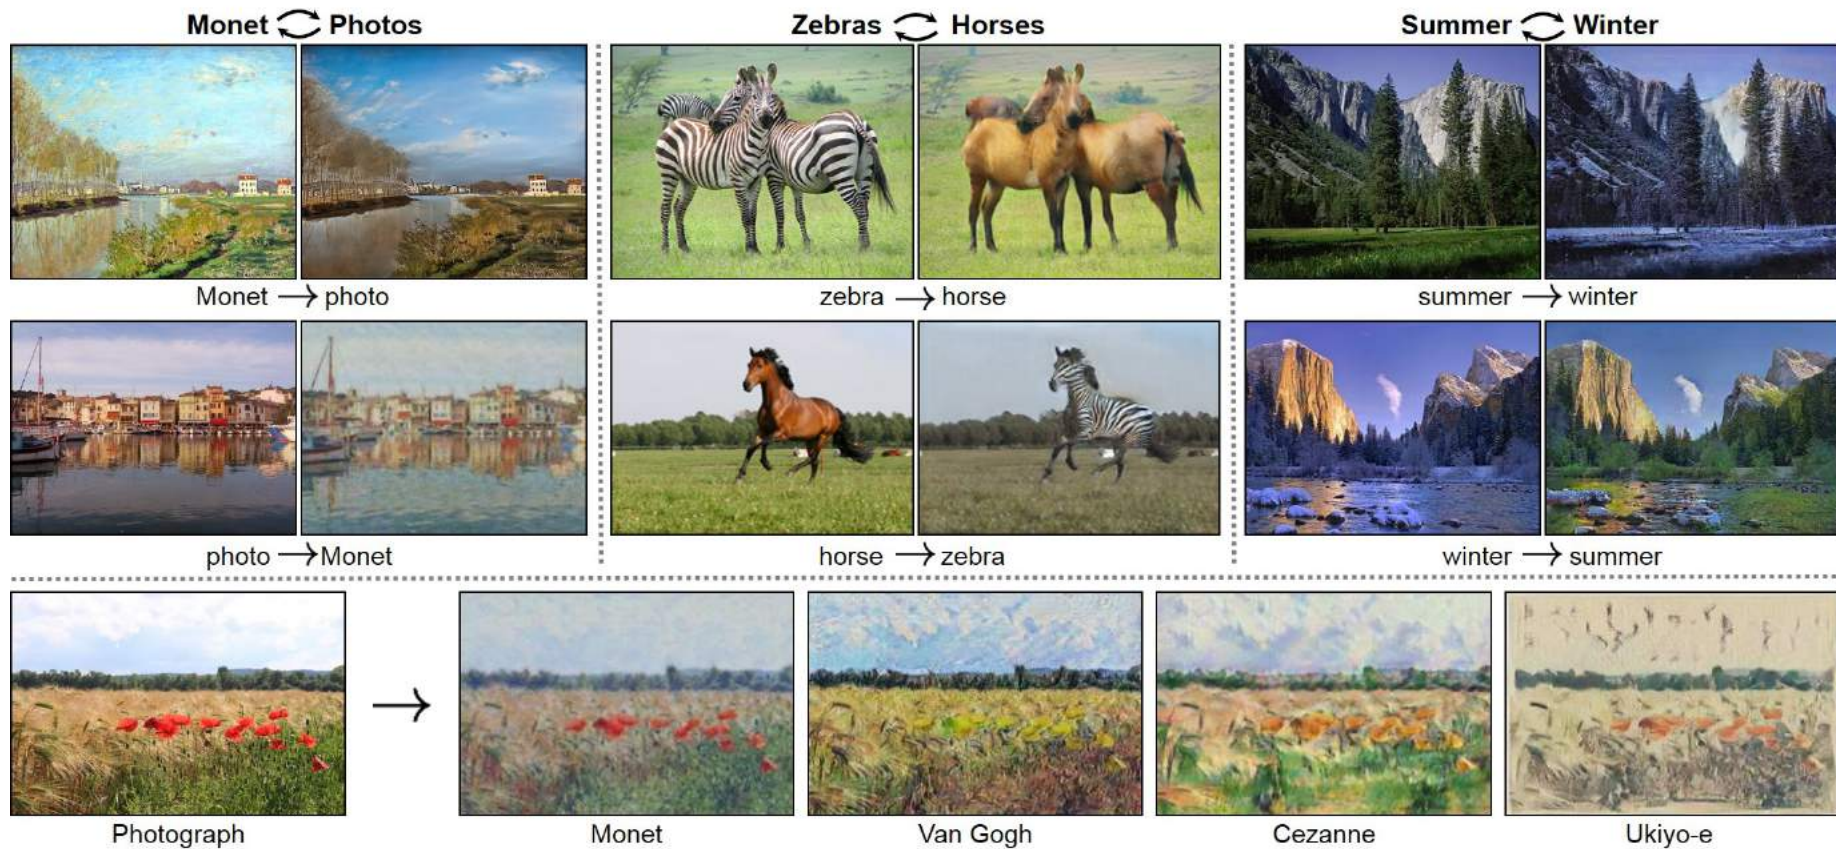 Monet Photos
Zebras Horses
Summer Winter
Monet → photo
zebra → horse
summer → winter
photo → Monet
horse → zebra
winter → summer
Photograph
Monet
Van Gogh
Cezanne
Ukiyo-e